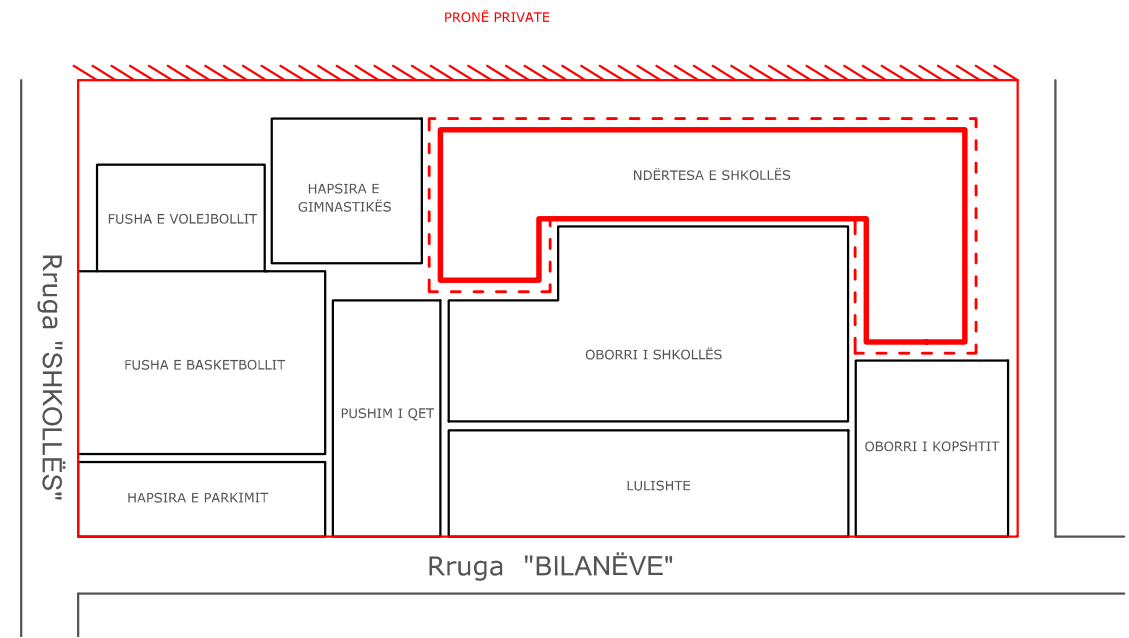 PRONË PRIVATE
NDËRTESA E SHKOLLËS
HAPSIRA E
GIMNASTIKËS
FUSHA E VOLEJBOLLIT
Rruga "SHKOLLËS"
OBORRI I SHKOLLËS
FUSHA E BASKETBOLLIT
PUSHIM I QET
OBORRI I KOPSHTIT
LULISHTE
HAPSIRA E PARKIMIT
Rruga "BILANËVE"